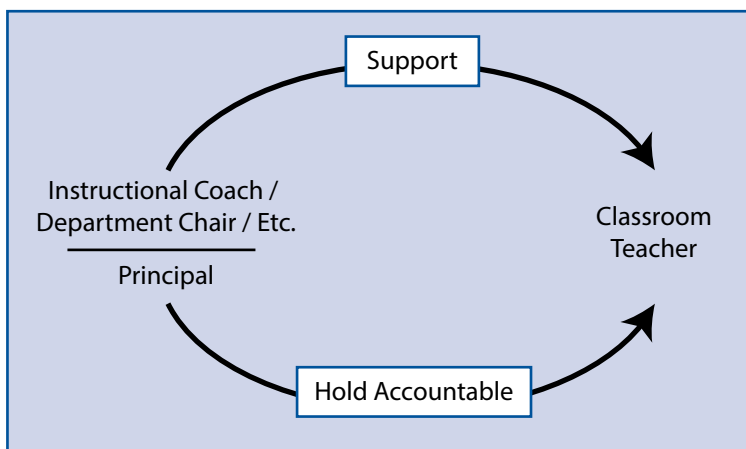 Support
Instructional Coach /
Department Chair / Etc.
Principal
Classroom
Teacher
Hold Accountable